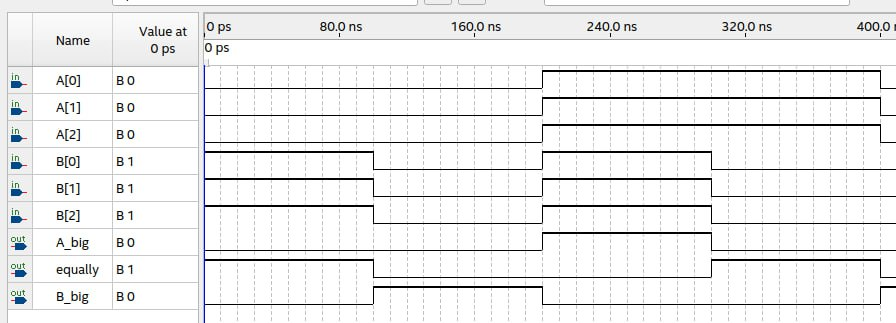 0 ps 80.0 ns 160.0 ns 240.0 ns 320.0 ns 400.0 n
Name Value at
0 ps
0 ps
in A[0] B 0
in A[1] B 0
in A[2] B 0
in B[0] B 1
in B[1] B 1
in B[2] B 1
out A_big B 0
out equally B 1
out B_big B 0